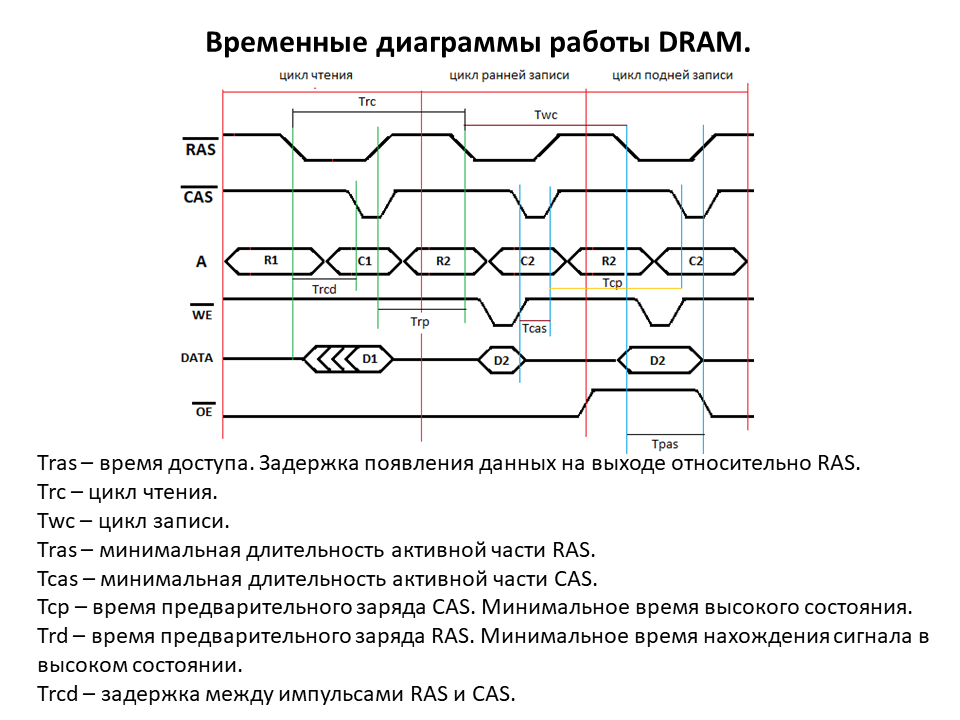 Временные диаграммы работы DRAM.
цикл чтения цикл ранней записи цикл подней записи
Trc
Twc
RAS
CAS
A R1 C1 R2 C2 R2 C2
Trcd Tcp
WE
Trp Tcas
DATA D1 D2 D2
OE
Tpas
Tras – время доступа. Задержка появления данных на выходе относительно RAS.
Trc – цикл чтения.
Twc – цикл записи.
Tras – минимальная длительность активной части RAS.
Tcas – минимальная длительность активной части CAS.
Tcp – время предварительного заряда CAS. Минимальное время высокого состояния.
Trd – время предварительного заряда RAS. Минимальное время нахождения сигнала в
высоком состоянии.
Trcd – задержка между импульсами RAS и CAS.